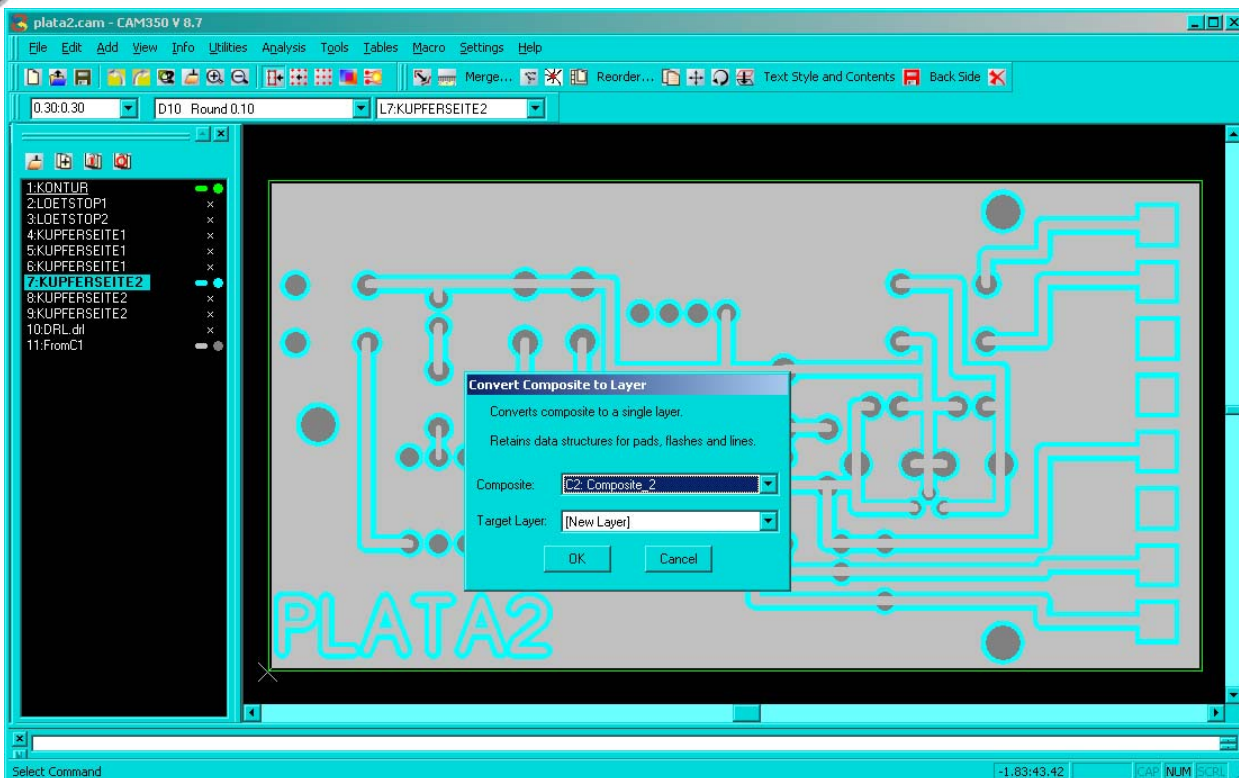 plata2.cam - CAM350 V 8.7
File Edit Add View Info Utilities Analysis Tools Tables Macro Settings Help
Merge... Reorder... Text Style and Contents Back Side
0.30:0.30 D10 Round 0.10 L7:KUPFERSEITE2
1:KONTUR
2:LOETSTOP1
3:LOETSTOP2
4:KUPFERSEITE1
5:KUPFERSEITE1
6:KUPFERSEITE1
7:KUPFERSEITE2
8:KUPFERSEITE2
9:KUPFERSEITE2
10:DRL.drl
11:FromC1
Convert Composite to Layer
Converts composite to a single layer.
Retains data structures for pads, flashes and lines.
Composite: C2: Composite_2
Target Layer: [New Layer]
OK Cancel
PLATA2
Select Command -1.83:43.42 CAP NUM SCRL